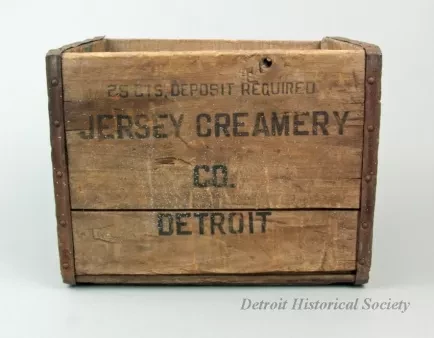 25 CTS. DEPOSIT REQUIRED
JERSEY CREAMERY
CO.
DETROIT
Detroit Historical Society